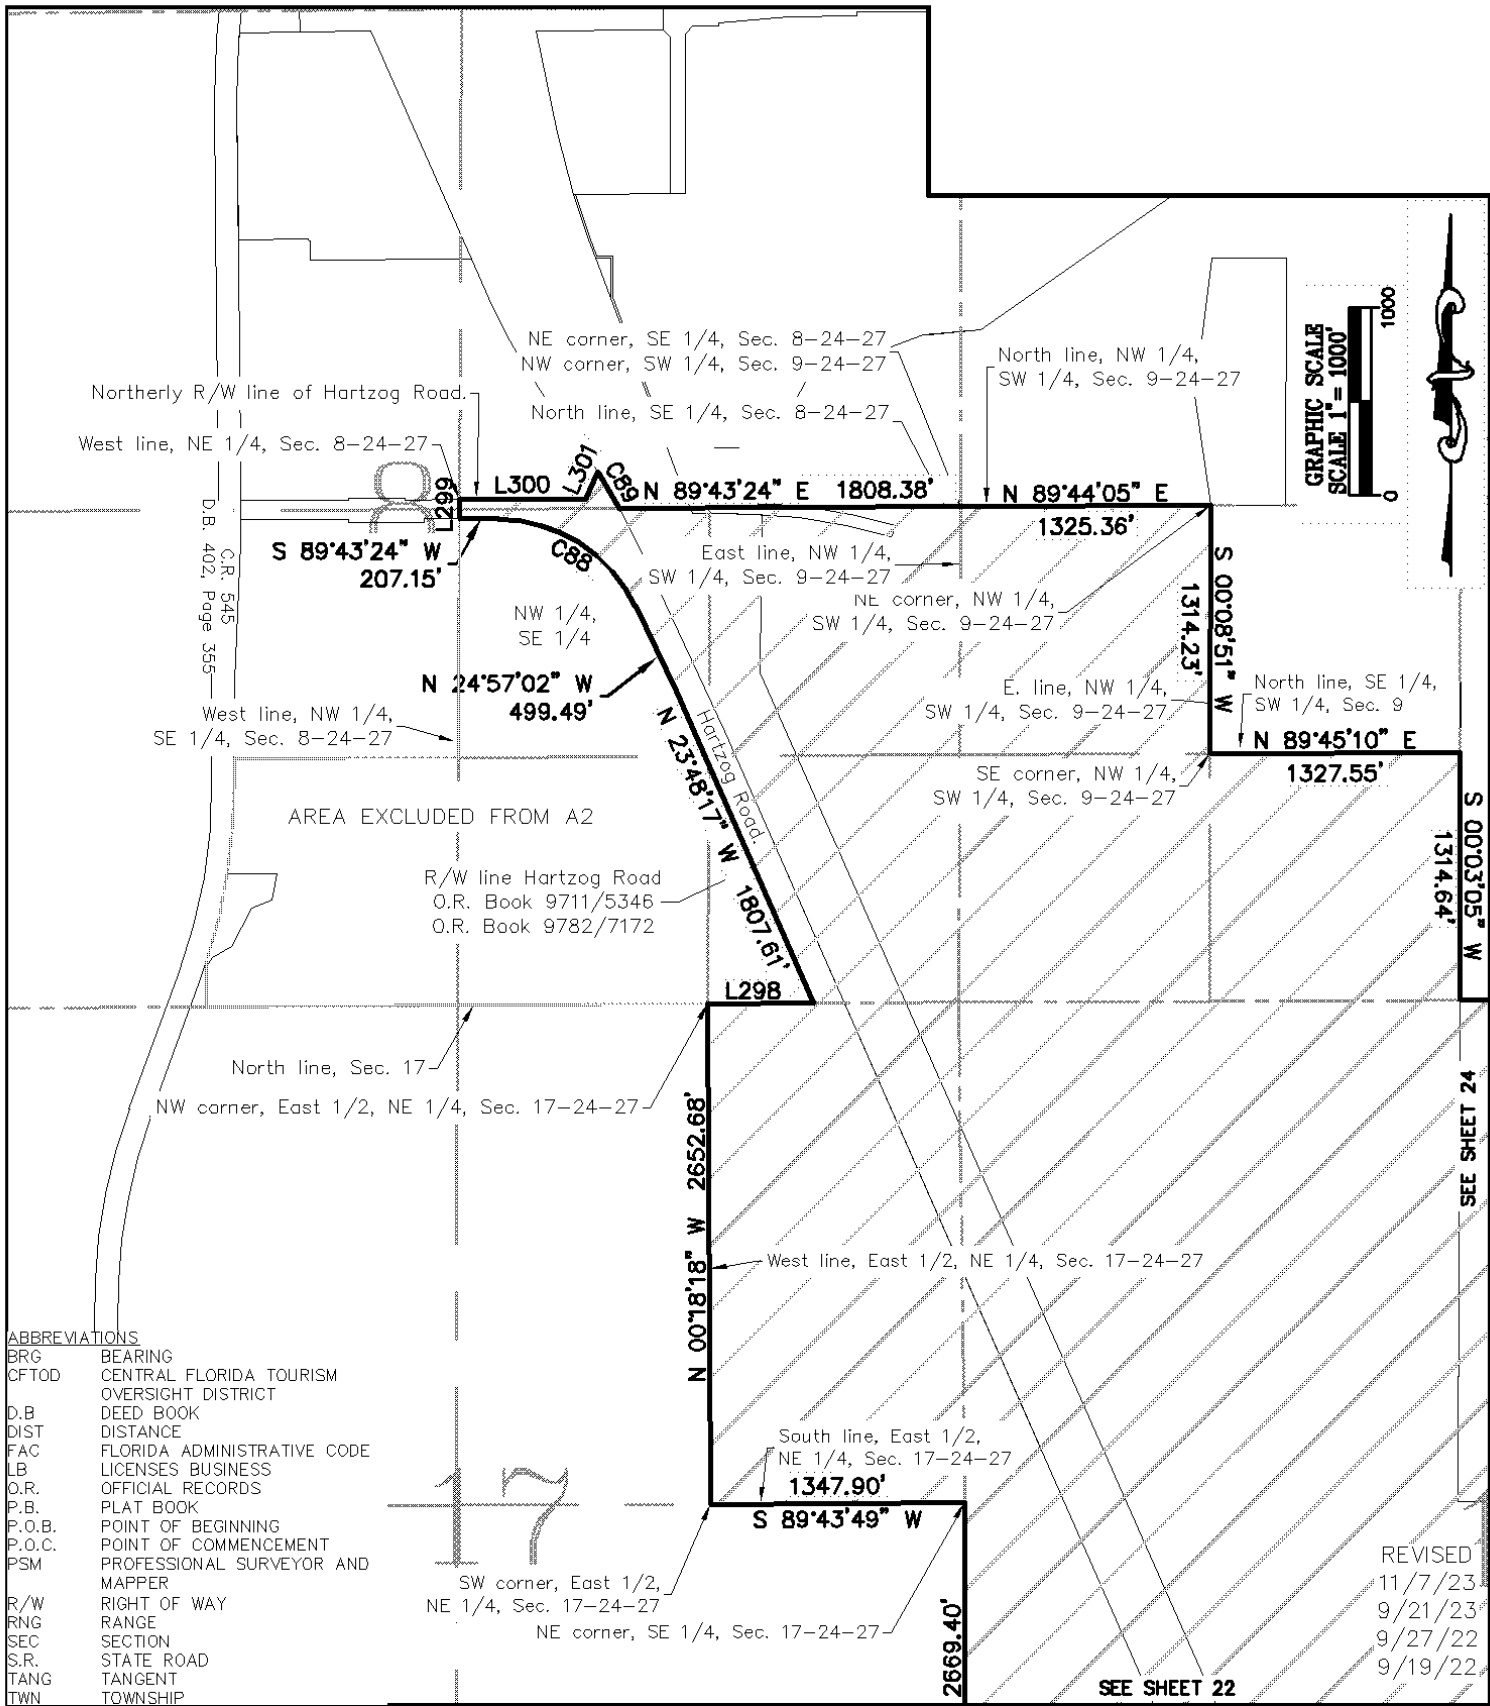 NE corner, SE 1/4, Sec. 8-24-27
NW corner, SW 1/4, Sec. 9-24-27
North line, NW 1/4,
SW 1/4, Sec. 9-24-27
GRAPHIC SCALE
SCALE 1"= 1000'
0
1000
Northerly R/W line of Hartzog Road
North line, SE 1/4, Sec. 8-24-27
West line, NE 1/4, Sec. 8-24-27
8
L299
L300
L301
C89
N 89°43'24" E 1808.38'
N 89°44'05" E
1325.36'
S 89°43'24" W
207.15'
C88
East line, NW 1/4,
SW 1/4, Sec. 9-24-27
NE corner, NW 1/4,
SW 1/4, Sec. 9-24-27
C.R. 545
D.B. 402, Page 355
NW 1/4,
SE 1/4
S 00°08'51" W
1314.23'
N 24°57'02" W
499.49'
E. line, NW 1/4,
SW 1/4, Sec. 9-24-27
North line, SE 1/4,
SW 1/4, Sec. 9
West line, NW 1/4,
SE 1/4, Sec. 8-24-27
Hartzog Road
N 23°48'17" W 1807.61'
N 89°45'10" E
1327.55'
SE corner, NW 1/4,
SW 1/4, Sec. 9-24-27
AREA EXCLUDED FROM A2
S 00°03'05" W
1314.64'
R/W line Hartzog Road
O.R. Book 9711/5346
O.R. Book 9782/7172
L298
North line, Sec. 17
NW corner, East 1/2, NE 1/4, Sec. 17-24-27
SEE SHEET 24
N 00°18'18" W 2652.68'
West line, East 1/2, NE 1/4, Sec. 17-24-27
South line, East 1/2,
NE 1/4, Sec. 17-24-27
1347.90'
S 89°43'49" W
17
SW corner, East 1/2,
NE 1/4, Sec. 17-24-27
NE corner, SE 1/4, Sec. 17-24-27
2669.40'
SEE SHEET 22
ABBREVIATIONS
BRG BEARING
CFTOD CENTRAL FLORIDA TOURISM
OVERSIGHT DISTRICT
D.B DEED BOOK
DIST DISTANCE
FAC FLORIDA ADMINISTRATIVE CODE
LB LICENSES BUSINESS
O.R. OFFICIAL RECORDS
P.B. PLAT BOOK
P.O.B. POINT OF BEGINNING
P.O.C. POINT OF COMMENCEMENT
PSM PROFESSIONAL SURVEYOR AND
MAPPER
R/W RIGHT OF WAY
RNG RANGE
SEC SECTION
S.R. STATE ROAD
TANG TANGENT
TWN TOWNSHIP
REVISED
11/7/23
9/21/23
9/27/22
9/19/22